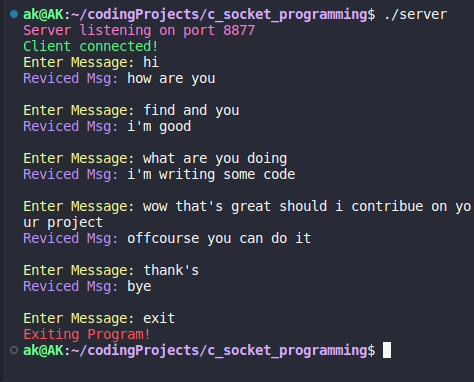 ak@AK:~/codingProjects/c_socket_programming$ ./server
Server listening on port 8877
Client connected!
Enter Message: hi
Reviced Msg: how are you
Enter Message: find and you
Reviced Msg: i'm good
Enter Message: what are you doing
Reviced Msg: i'm writing some code
Enter Message: wow that's great should i contribue on yo
ur project
Reviced Msg: offcourse you can do it
Enter Message: thank's
Reviced Msg: bye
Enter Message: exit
Exiting Program!
ak@AK:~/codingProjects/c_socket_programming$